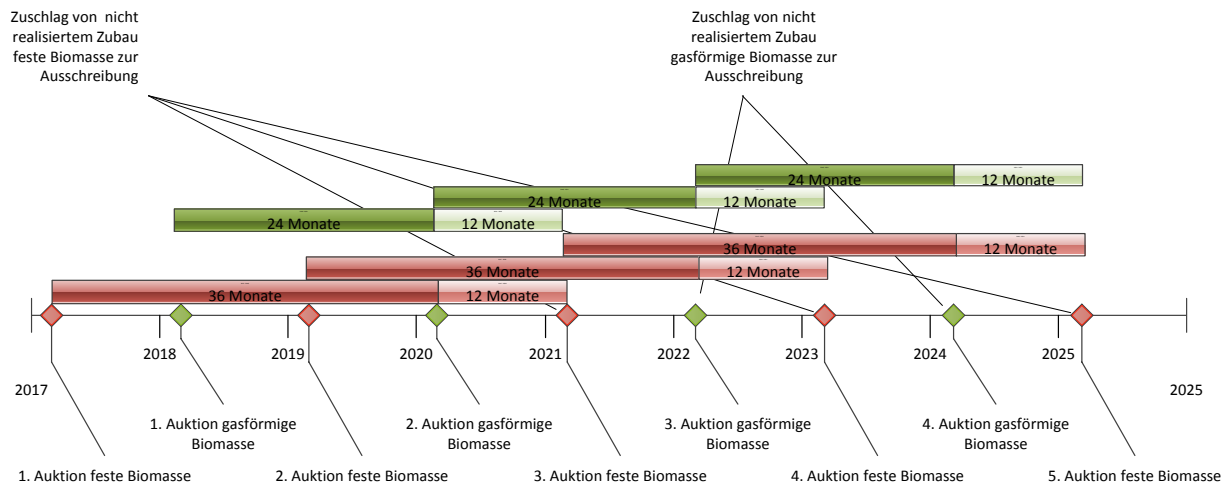 Zuschlag von nicht
realisiertem Zubau
feste Biomasse zur
Ausschreibung
Zuschlag von nicht
realisiertem Zubau
gasförmige Biomasse zur
Ausschreibung
24 Monate
12 Monate
24 Monate
12 Monate
24 Monate
12 Monate
36 Monate
12 Monate
36 Monate
12 Monate
36 Monate
12 Monate
2018
2019
2020
2021
2022
2023
2024
2025
2017
2025
1. Auktion gasförmige
Biomasse
2. Auktion gasförmige
Biomasse
3. Auktion gasförmige
Biomasse
4. Auktion gasförmige
Biomasse
1. Auktion feste Biomasse
2. Auktion feste Biomasse
3. Auktion feste Biomasse
4. Auktion feste Biomasse
5. Auktion feste Biomasse